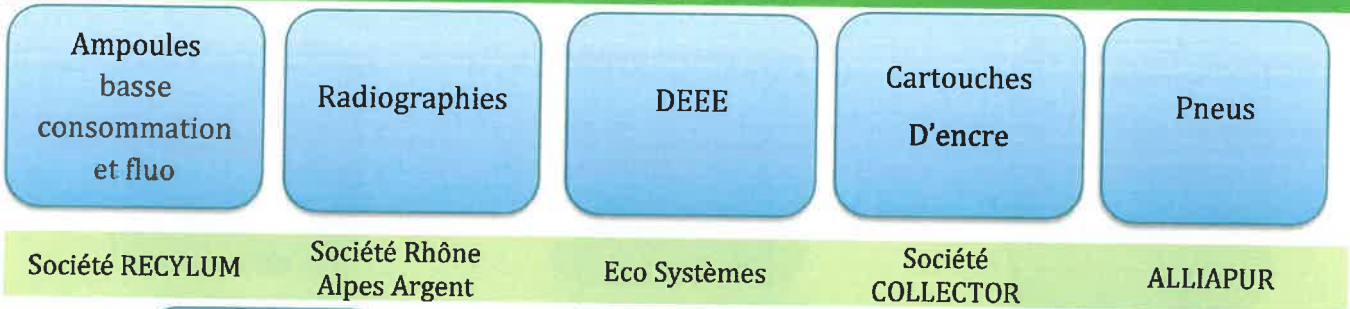 Ampoules
basse
consommation
et fluo
Radiographies
DEEE
Cartouches
D'encre
Pneus
Société RECYLUM
Société Rhône
Alpes Argent
Eco Systèmes
Société
COLLECTOR
ALLIAPUR